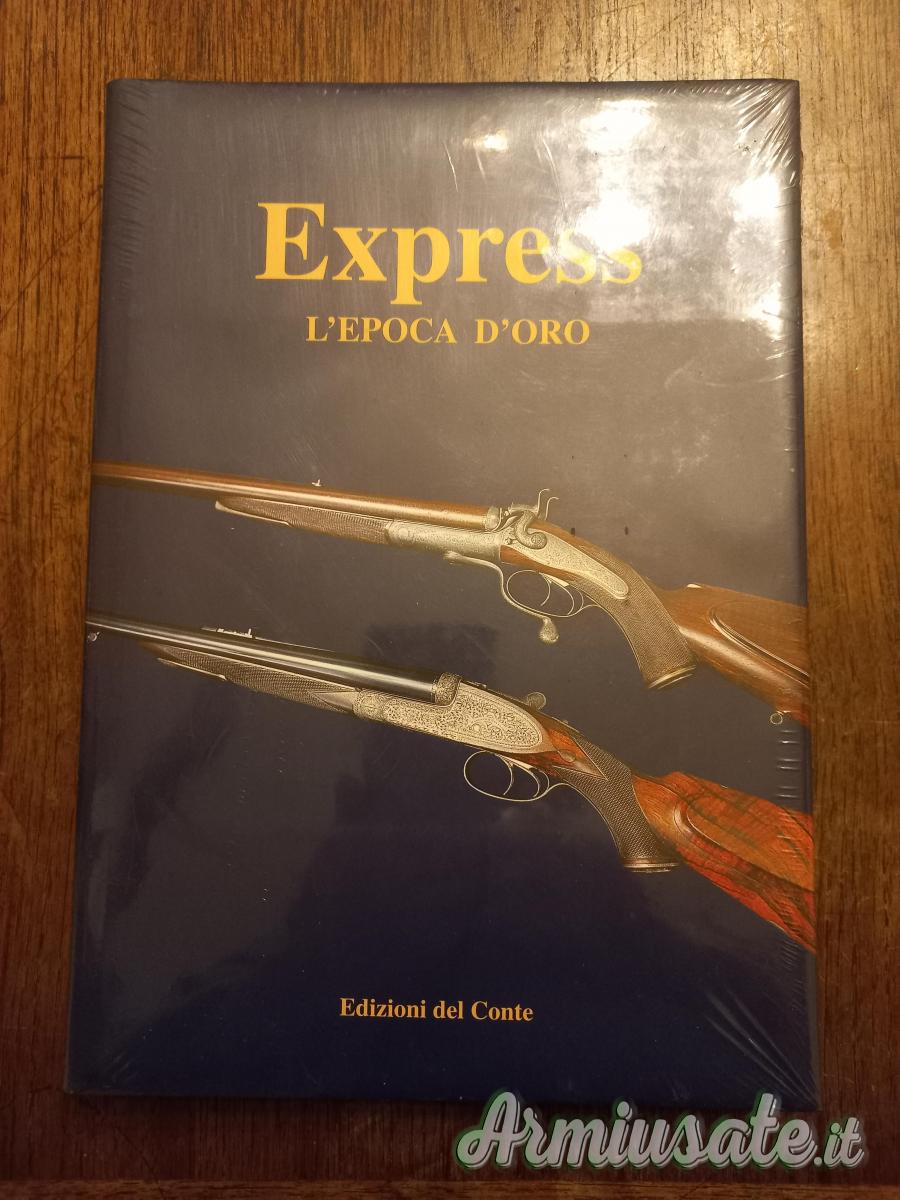 Express
L'EPOCA D'ORO
Edizioni del Conte
Armiusate.it